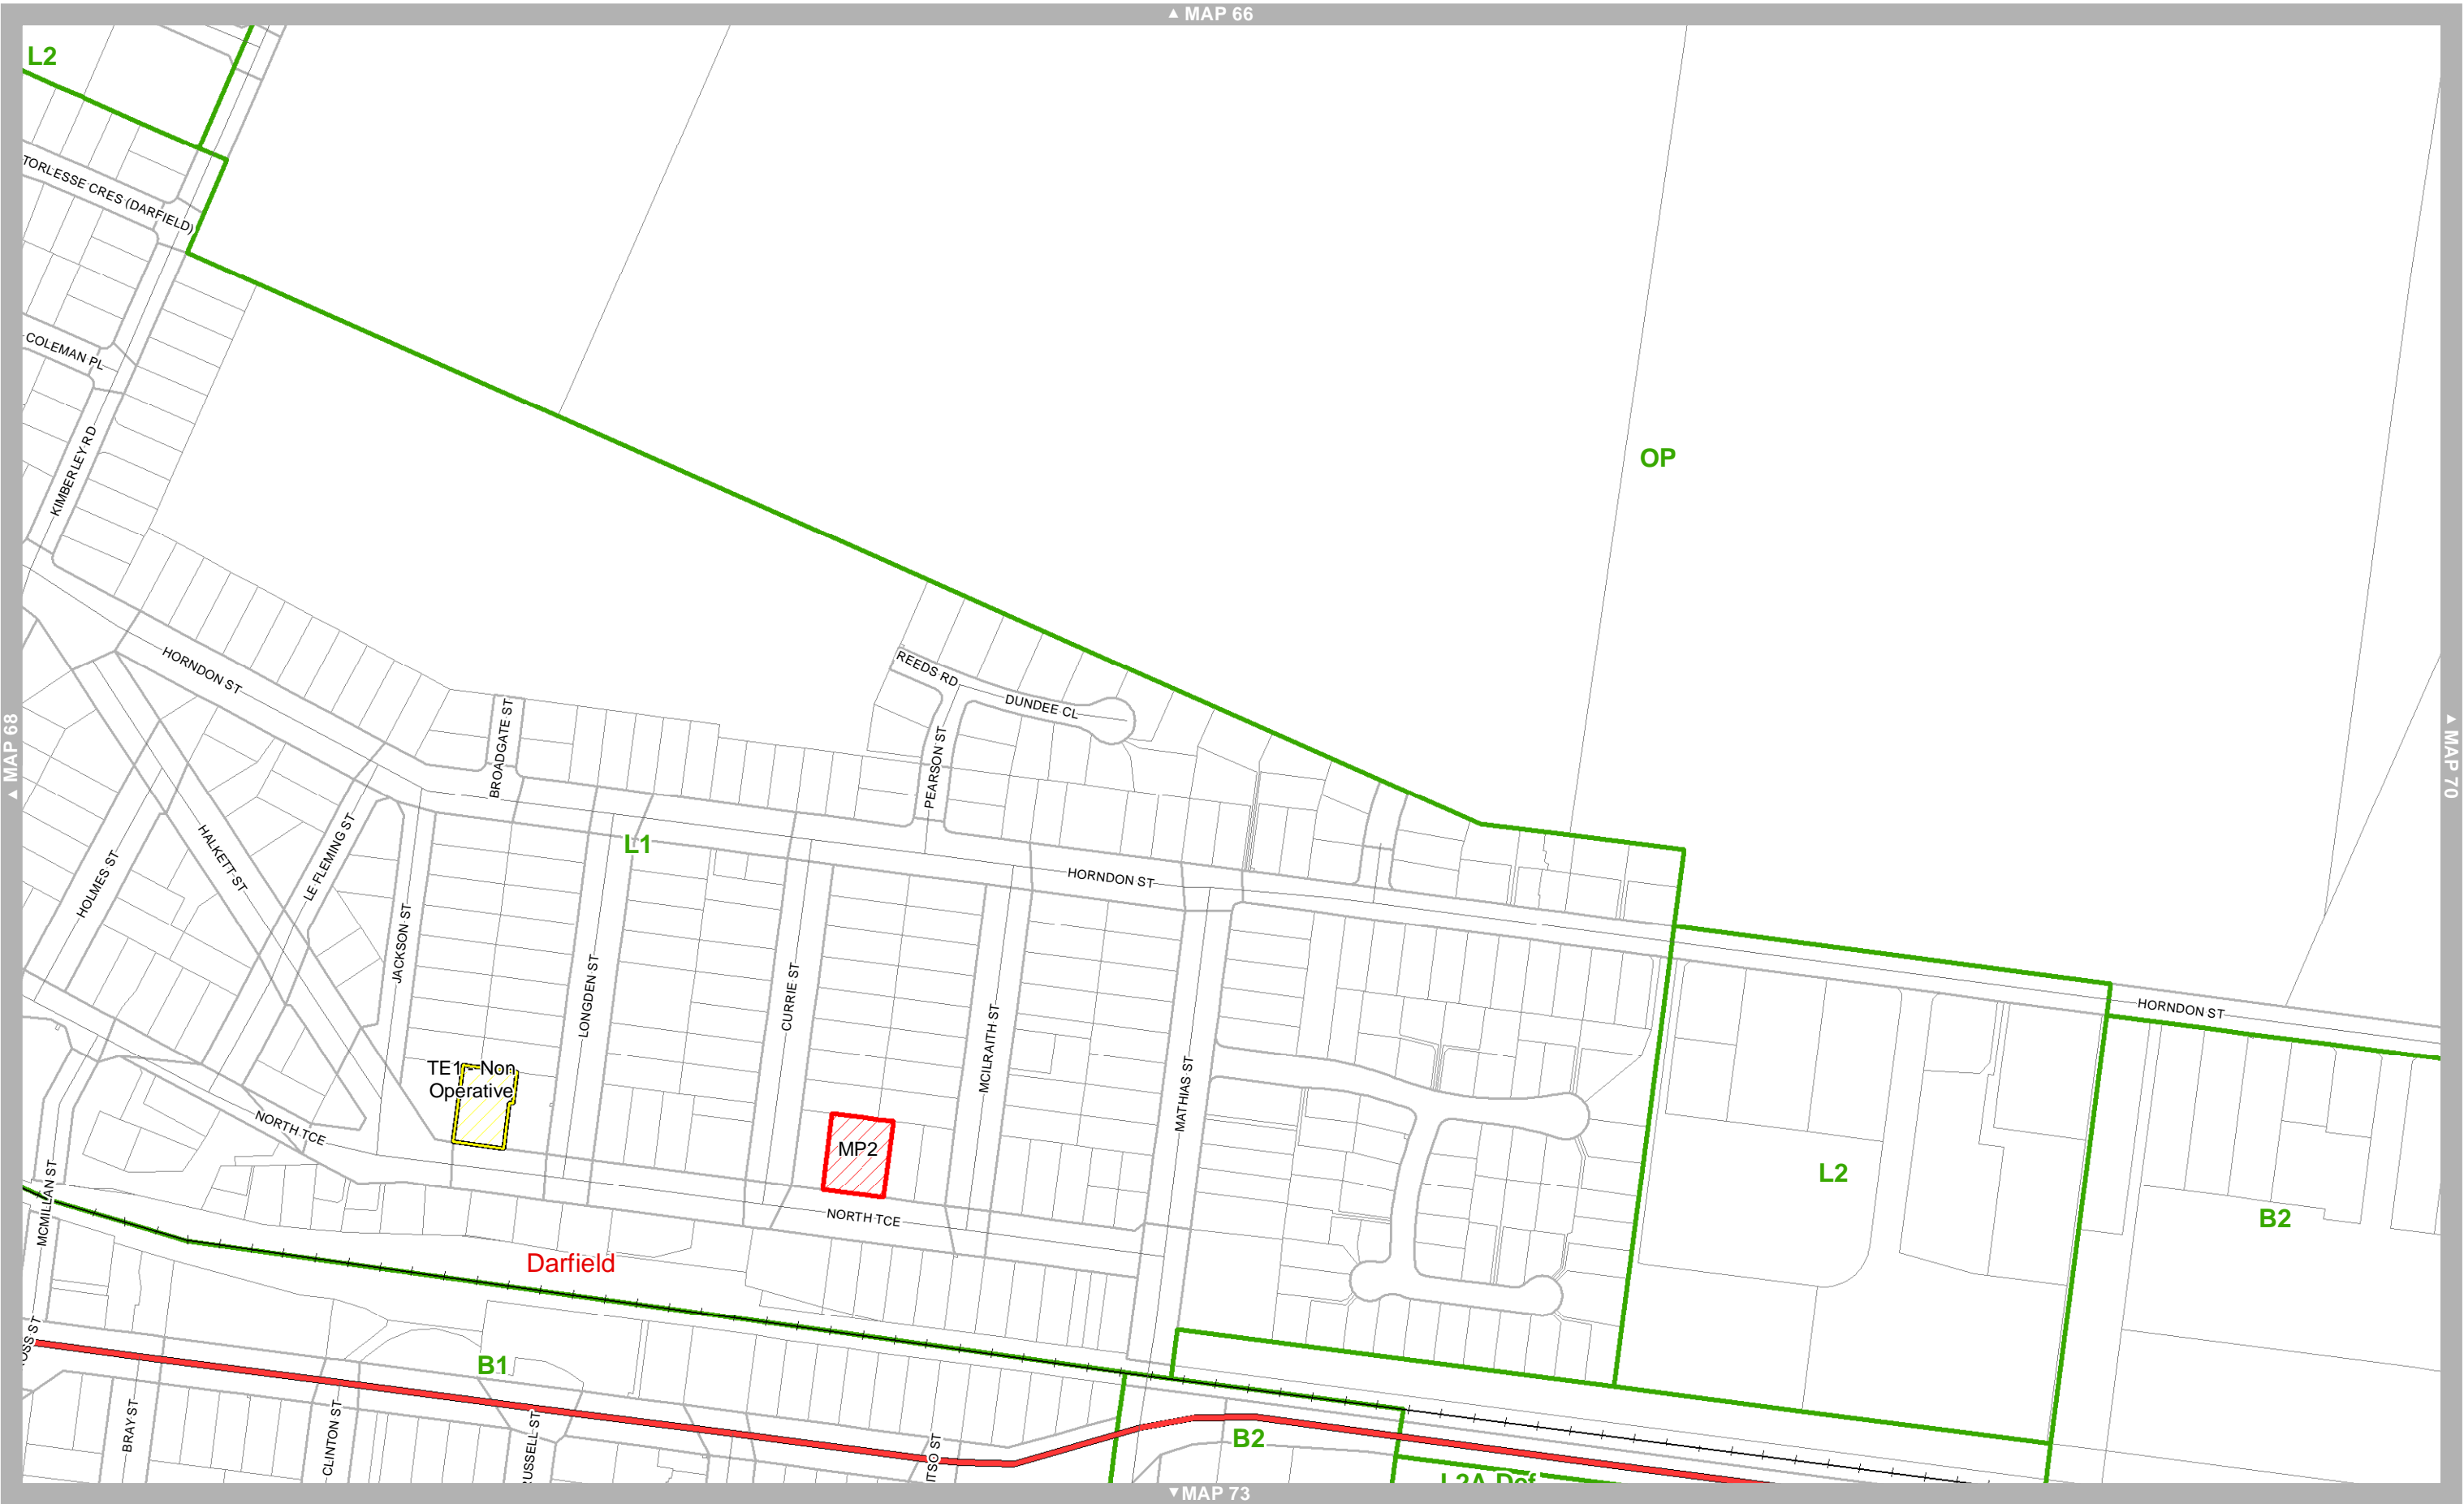 ▲ MAP 66
L2
TORLESSE CRES (DARFIELD)
COLEMAN PL
KIMBERLEY RD
OP
HORNDON ST
REEDS RD
DUNDEE CL
BROADGATE ST
PEARSON ST
▲ MAP 68
▲ MAP 70
L1
HOLMES ST
HALKETT ST
LE FLEMING ST
JACKSON ST
LONGDEN ST
CURRIE ST
MCILRAITH ST
MATHIAS ST
HORNDON ST
HORNDON ST
TE1 - Non
Operative
MP2
NORTH TCE
NORTH TCE
L2
B2
MCMILLAN ST
Darfield
B1
BRAY ST
CLINTON ST
RUSSELL ST
B2
L2A Def
▼MAP 73